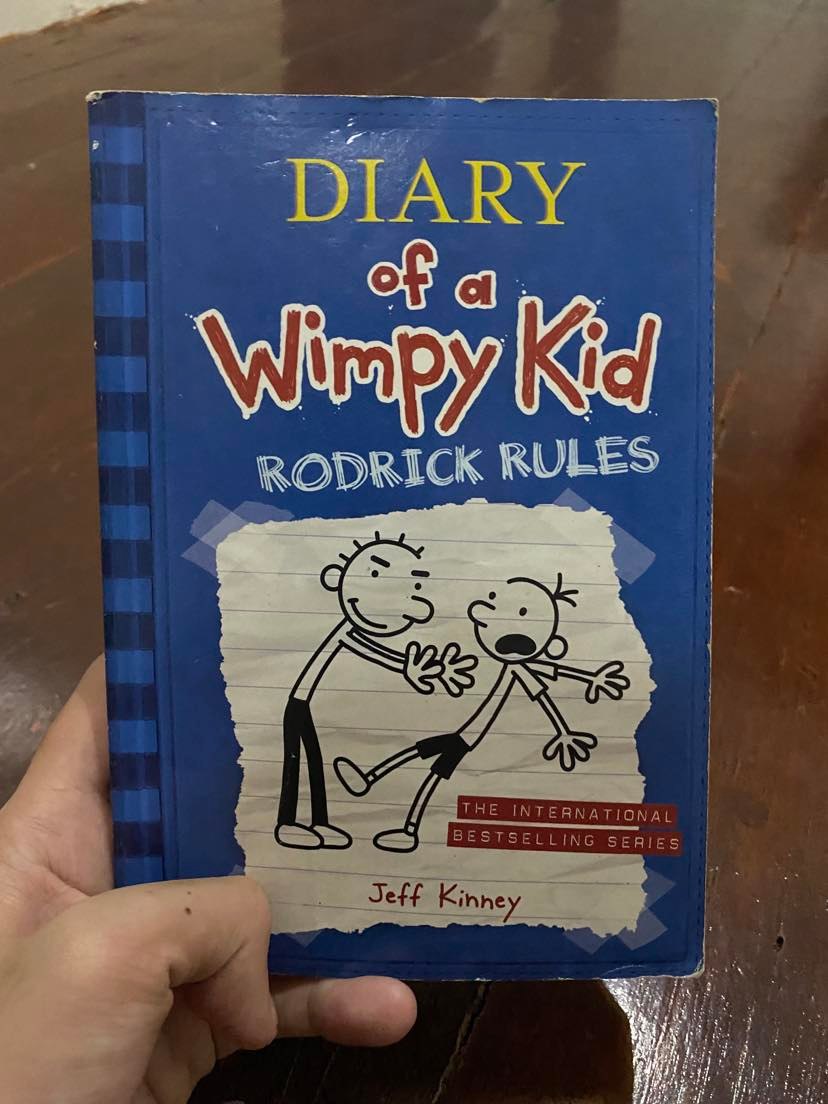 DIARY
of a
Wimpy Kid
RODRICK RULES
THE INTERNATIONAL
BESTSELLING SERIES
Jeff Kinney